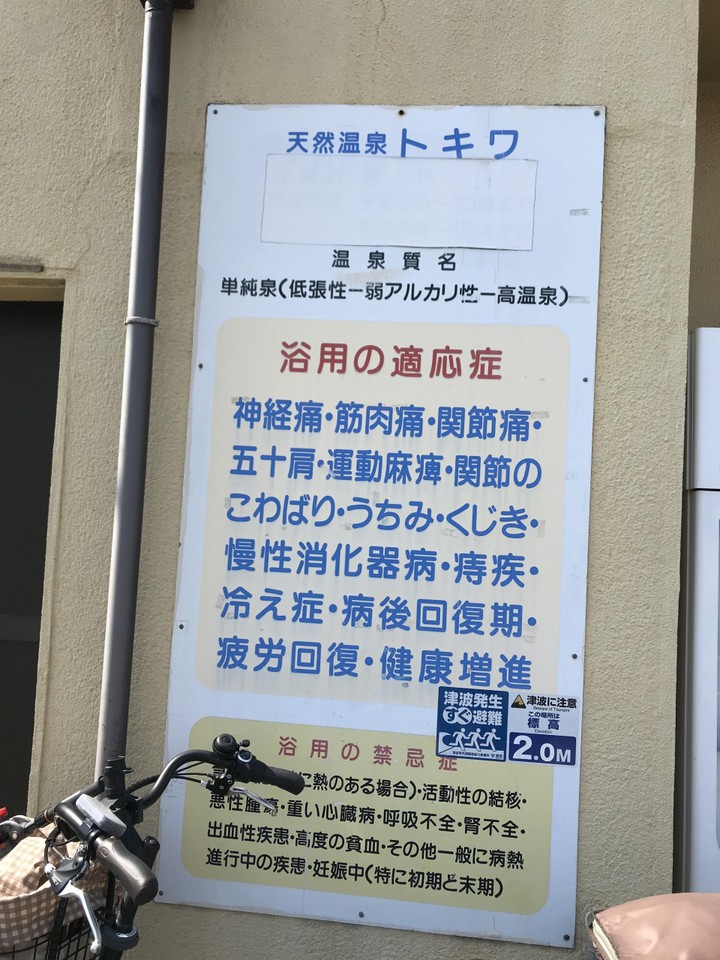 天然温泉トキワ
温泉質名
単純泉(低張性ー弱アルカリ性ー高温泉)
浴用の適応症
神経痛・筋肉痛・関節痛・
五十肩・運動麻痺・関節の
こわばり・うちみ・くじき・
慢性消化器病・痔疾・
冷え症・病後回復期・
疲労回復・健康増進
津波発生
すぐ避難
津波に注意
Beware of Tsunami
この場所は
標高
Elevation
2.0M
浴用の禁忌症
に熱のある場合)・活動性の結核・
悪性腫瘍・重い心臓病・呼吸不全・腎不全・
出血性疾患・高度の貧血・その他一般に病熱
進行中の疾患・妊娠中(特に初期と末期)